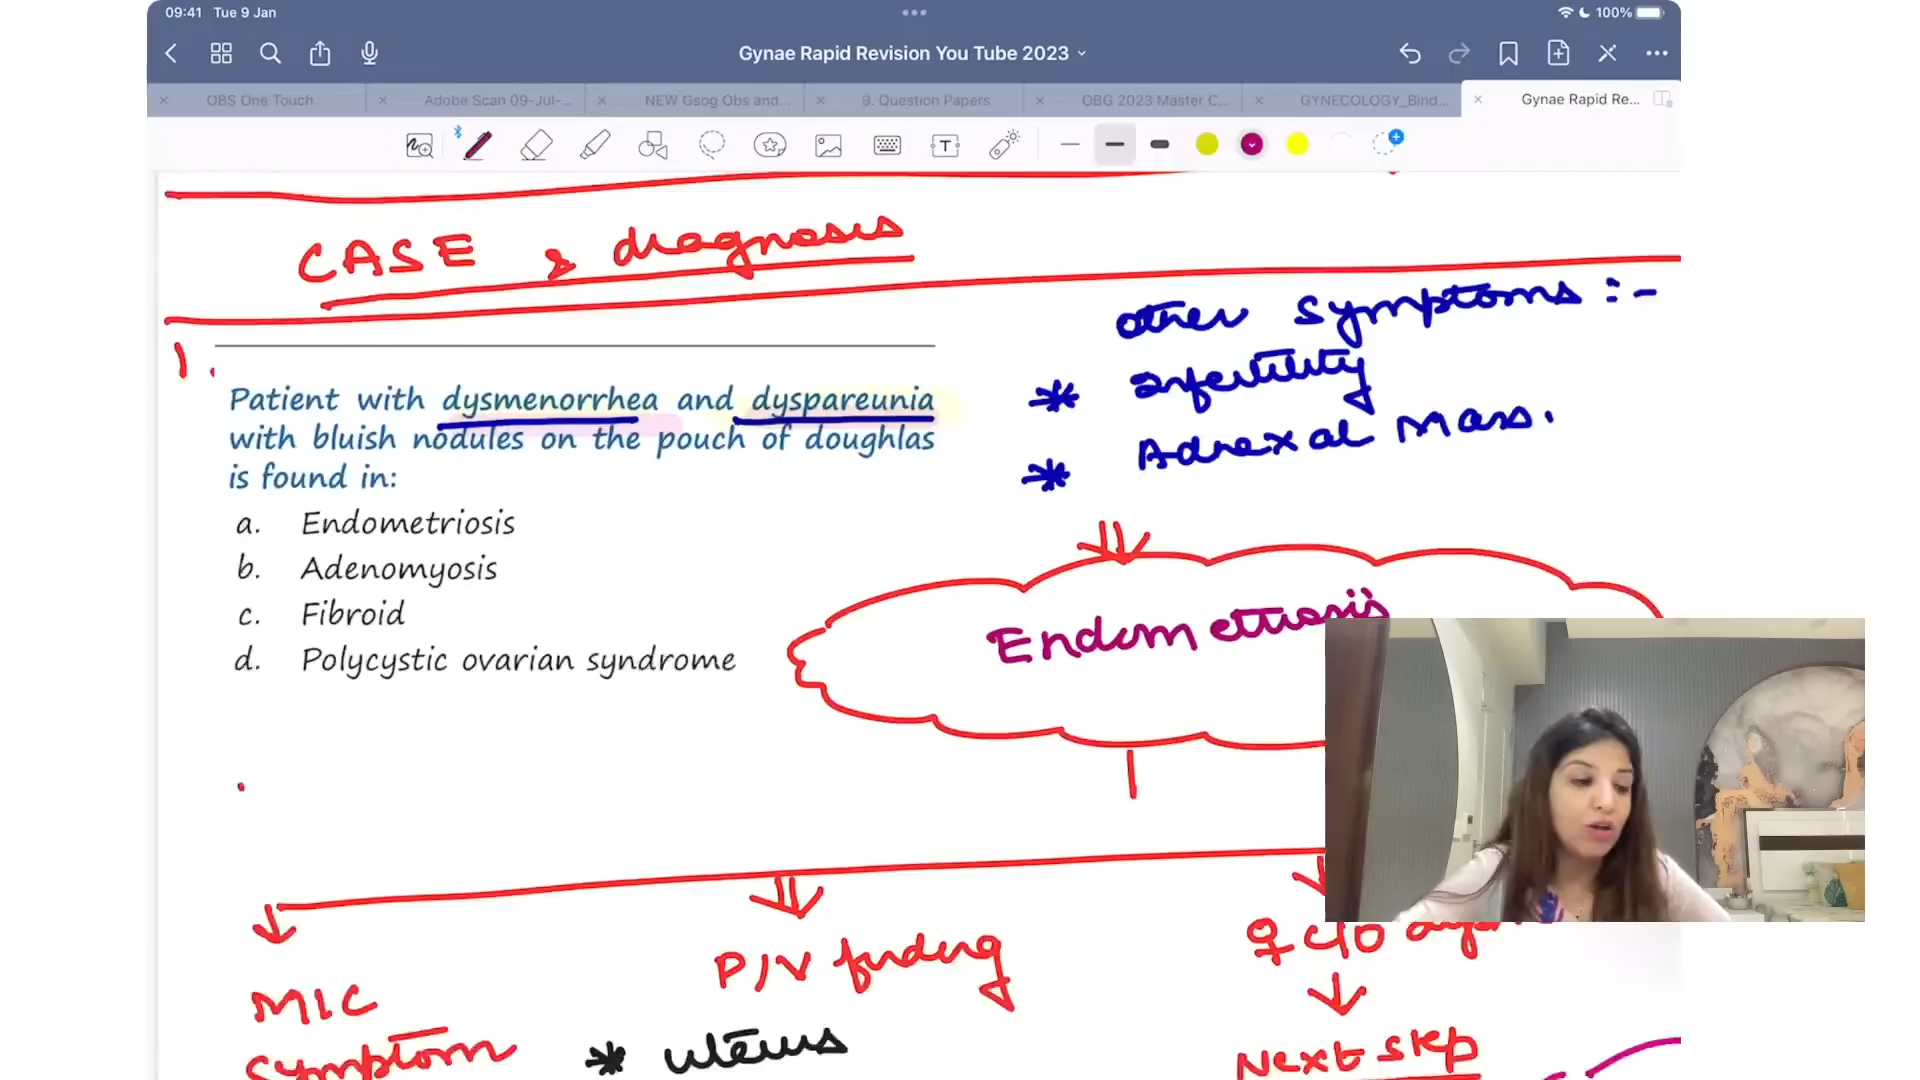 09:41 Tue 9 Jan
100%
Gynae Rapid Revision You Tube 2023
OBS One Touch
Adobe Scan 09-Jul-...
NEW Gsog Obs and...
9. Question Papers
OBG 2023 Master C...
GYNECOLOGY_Bind...
Gynae Rapid Re...
CASE & diagnosis
1.
Patient with dysmenorrhea and dyspareunia
with bluish nodules on the pouch of doughlas
is found in:
a. Endometriosis
b. Adenomyosis
c. Fibroid
d. Polycystic ovarian syndrome
other symptoms :-
* Infertility
* Adnexal Mass.
Endometriosis
M/C
symptom
P/V finding
* uterus
♀ C/O
Next step